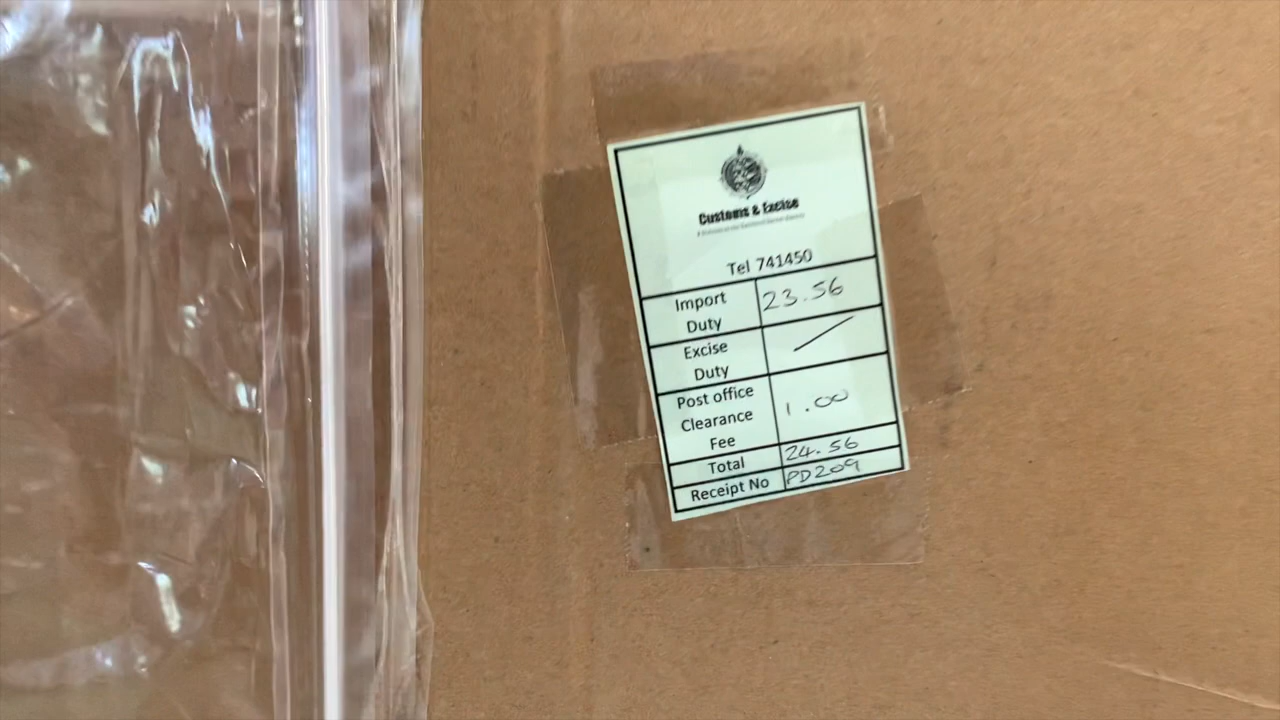 Customs & Excise
Tel 741450
Import Duty 23.56
Excise Duty /
Post office Clearance Fee 1.00
Total 24.56
Receipt No PD209